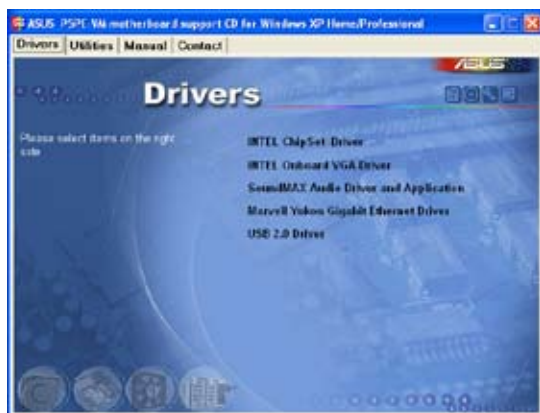 ASUS P5PE-VM motherboard support CD for Windows XP Home/Professional
Drivers Utilities Manual Contact
ASUS
Drivers
Please select items on the right
side
INTEL ChipSet Driver
INTEL Onboard VGA Driver
SoundMAX Audio Driver and Application
Marvell Yukon Gigabit Ethernet Driver
USB 2.0 Driver